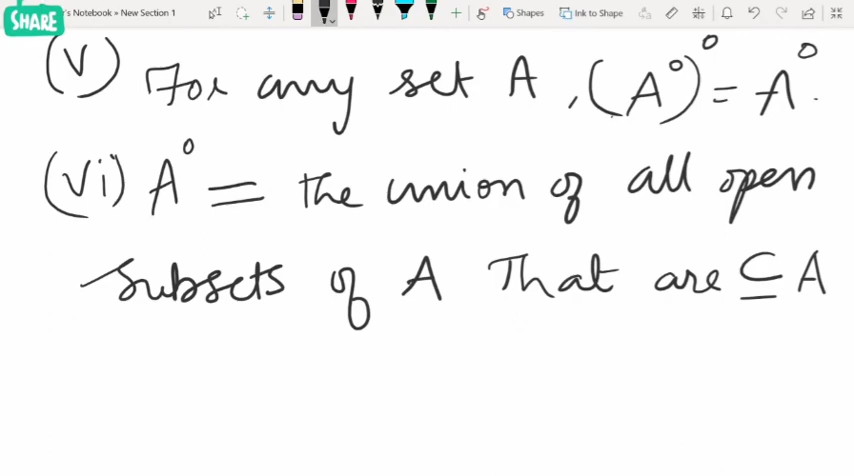 SHARE
's Notebook » New Section 1
Shapes
Ink to Shape
(v) For any set A, (A°)° = A°.
(vi) A° = the union of all open
subsets of A That are ⊆ A